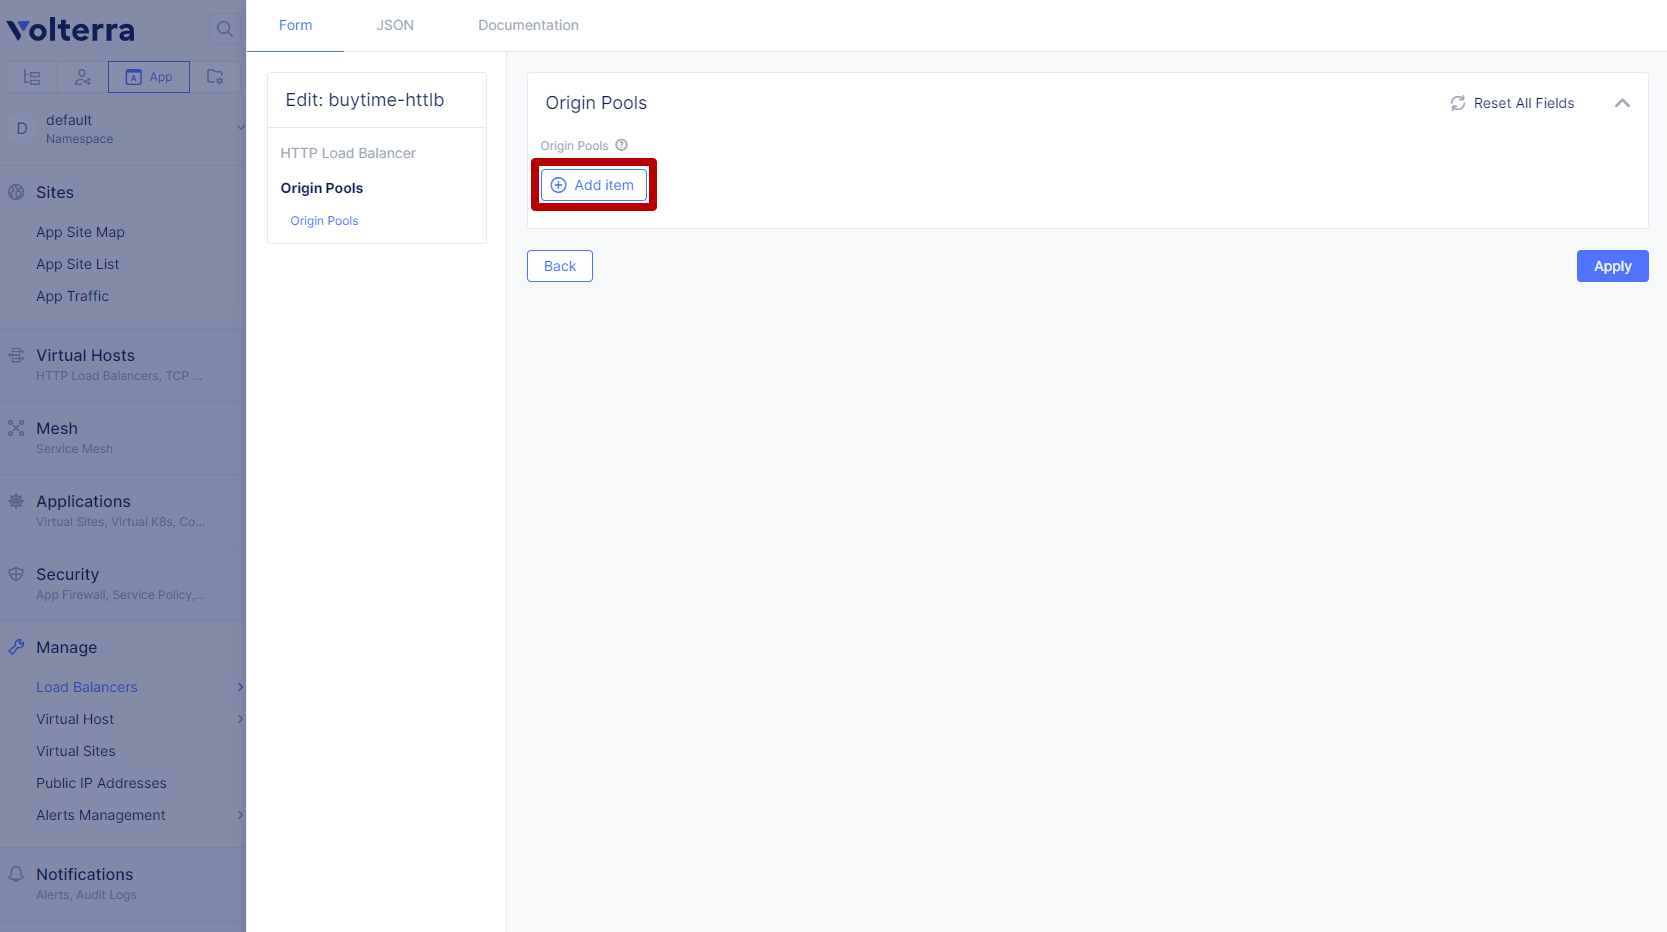 Volterra
App
D
default
Namespace
Sites
App Site Map
App Site List
App Traffic
Virtual Hosts
HTTP Load Balancers, TCP ...
Mesh
Service Mesh
Applications
Virtual Sites, Virtual K8s, Co...
Security
App Firewall, Service Policy,...
Manage
Load Balancers
Virtual Host
Virtual Sites
Public IP Addresses
Alerts Management
Notifications
Alerts, Audit Logs
Form JSON Documentation
Edit: buytime-httlb
HTTP Load Balancer
Origin Pools
Origin Pools
Origin Pools
Reset All Fields
Origin Pools
Add item
Back
Apply